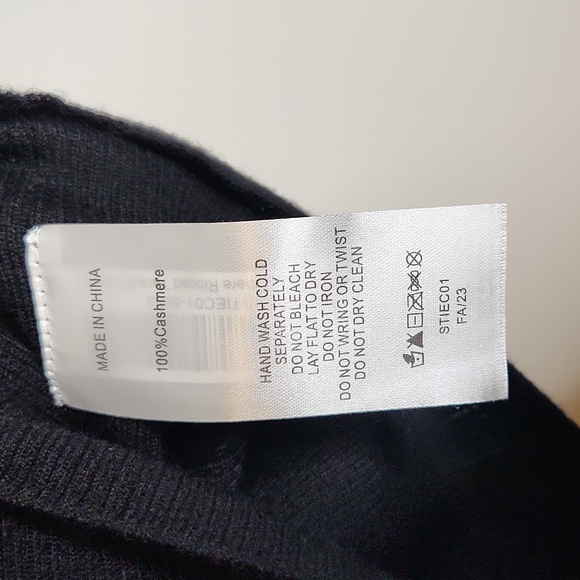 MADE IN CHINA
100%Cashmere
HAND WASH COLD
SEPARATELY
DO NOT BLEACH
LAY FLAT TO DRY
DO NOT IRON
DO NOT WRING OR TWIST
DO NOT DRY CLEAN
STIEC01
FA/23